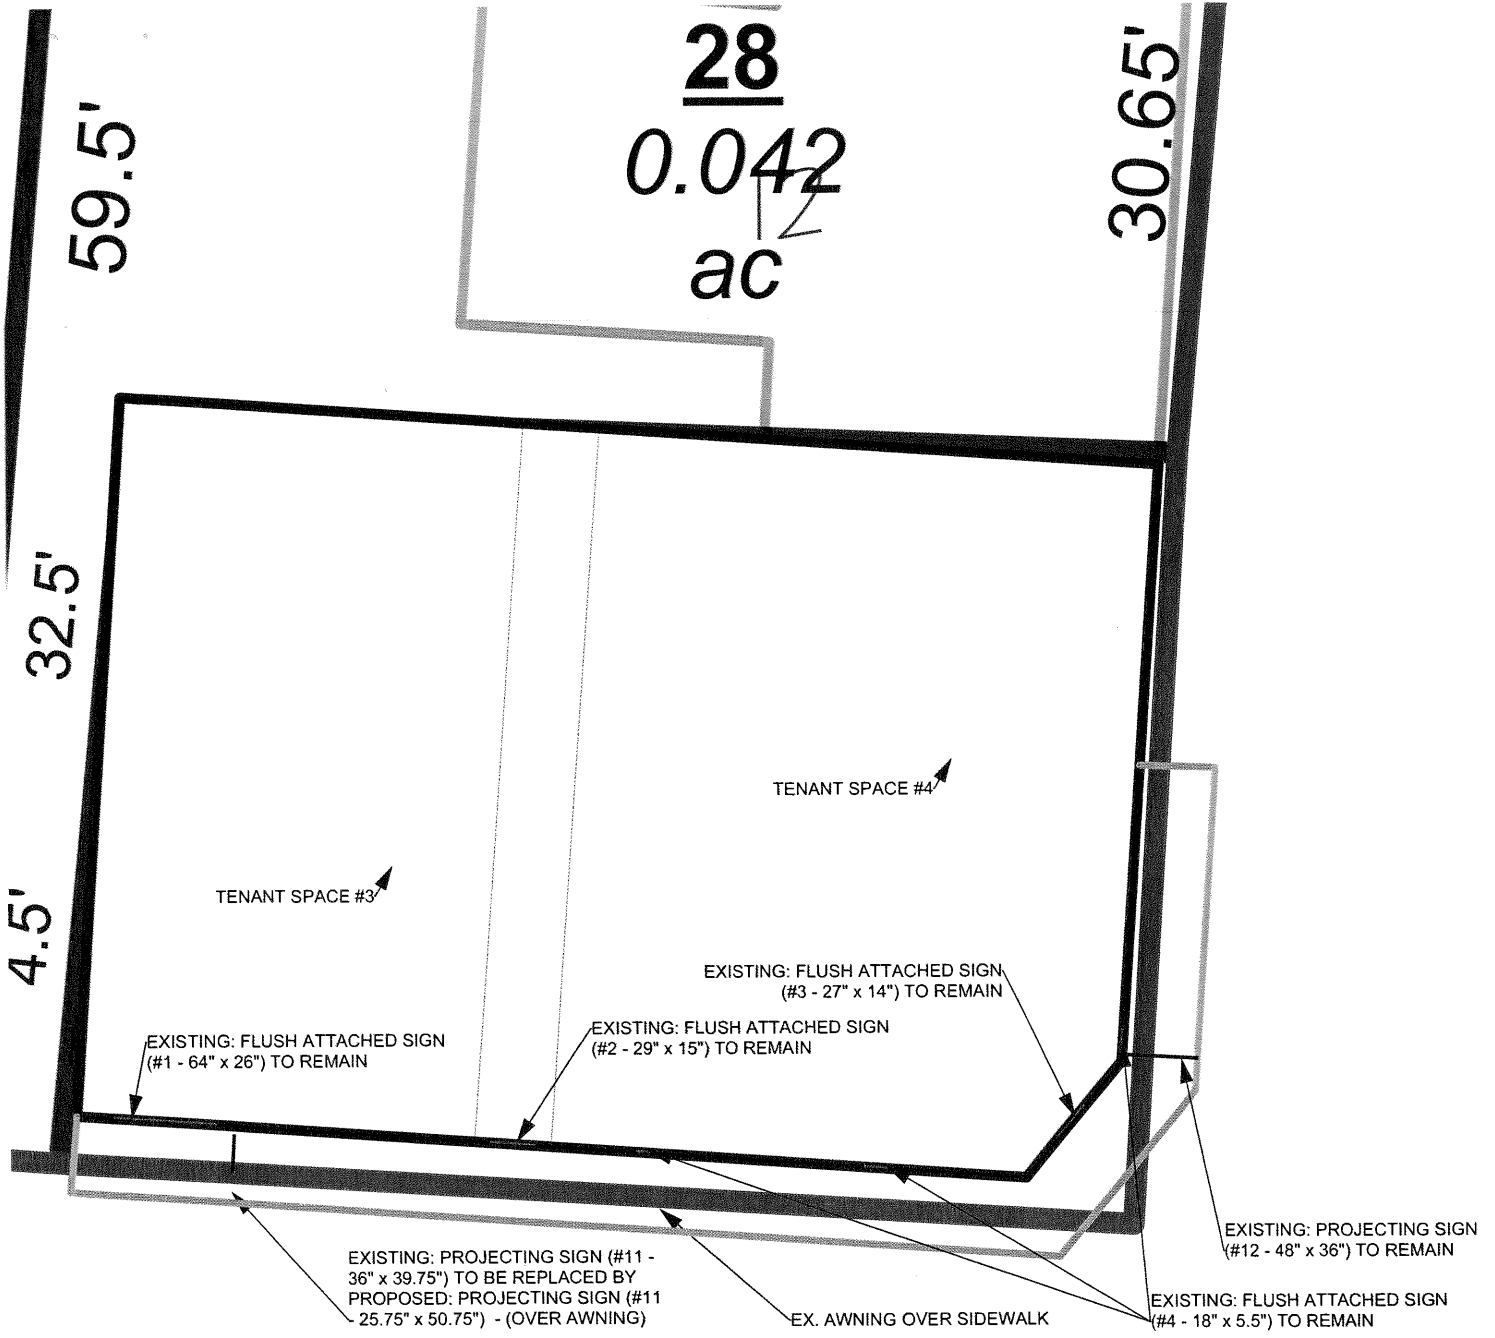 28
0.042
12
ac
59.5'
30.65'
32.5'
4.5'
TENANT SPACE #4
TENANT SPACE #3
EXISTING: FLUSH ATTACHED SIGN
(#3 - 27" x 14") TO REMAIN
EXISTING: FLUSH ATTACHED SIGN
(#2 - 29" x 15") TO REMAIN
EXISTING: FLUSH ATTACHED SIGN
(#1 - 64" x 26") TO REMAIN
EXISTING: PROJECTING SIGN
(#12 - 48" x 36") TO REMAIN
EXISTING: PROJECTING SIGN (#11 -
36" x 39.75") TO BE REPLACED BY
PROPOSED: PROJECTING SIGN (#11
- 25.75" x 50.75") - (OVER AWNING)
EX. AWNING OVER SIDEWALK
EXISTING: FLUSH ATTACHED SIGN
(#4 - 18" x 5.5") TO REMAIN